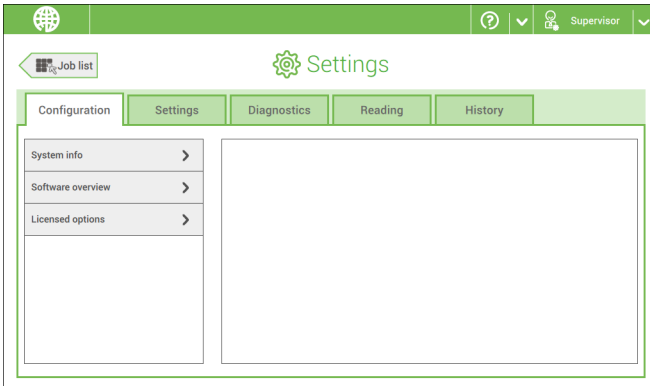 ? Supervisor
Job list Settings
Configuration Settings Diagnostics Reading History
System info
Software overview
Licensed options